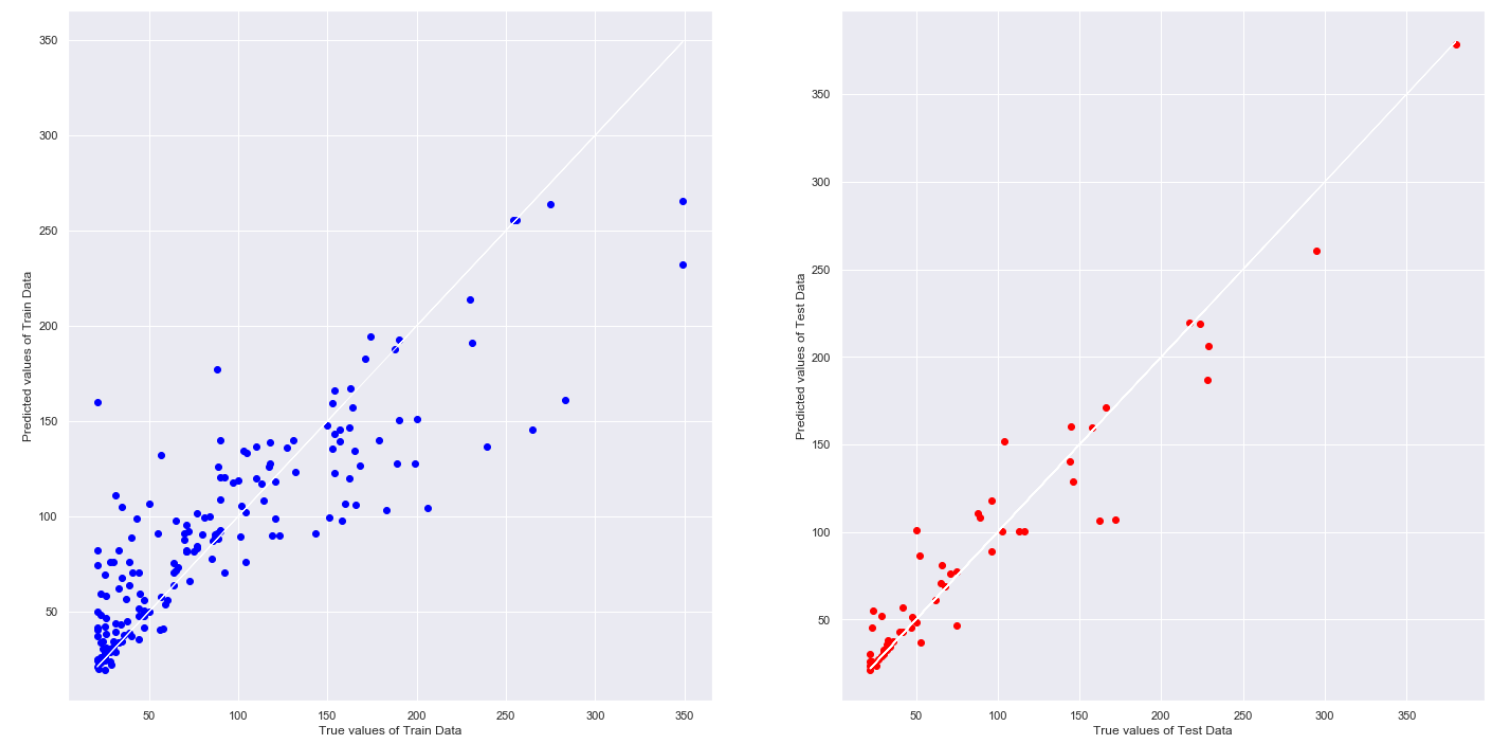 350
300
250
200
150
100
50
Predicted values of Train Data
50 100 150 200 250 300 350
True values of Train Data
350
300
250
200
150
100
50
Predicted values of Test Data
50 100 150 200 250 300 350
True values of Test Data